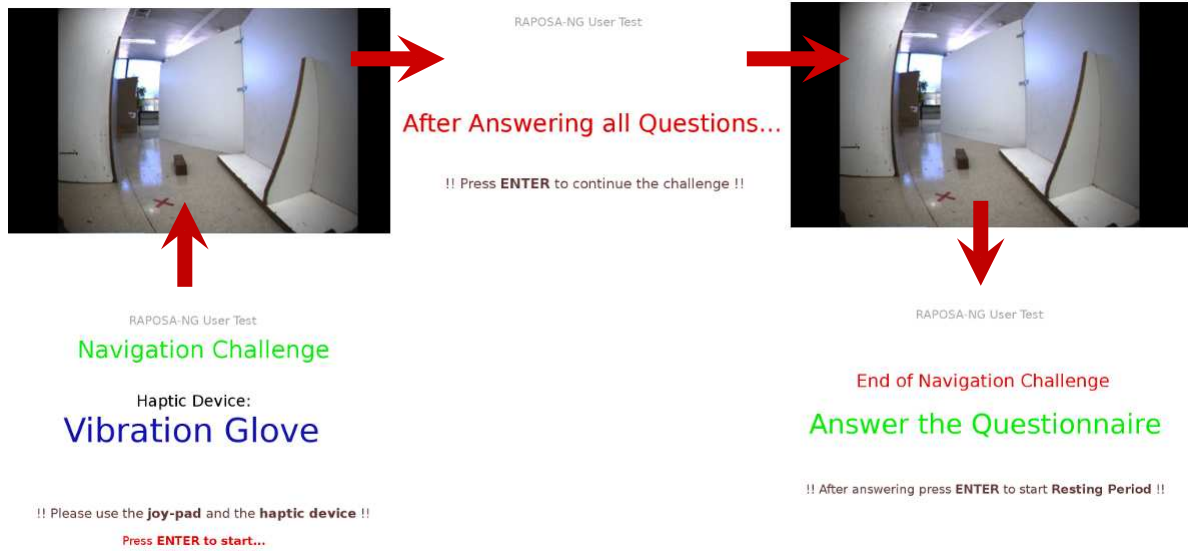 RAPOSA-NG User Test
Navigation Challenge
Haptic Device:
Vibration Glove
!! Please use the joy-pad and the haptic device !!
Press ENTER to start...
RAPOSA-NG User Test
After Answering all Questions...
!! Press ENTER to continue the challenge !!
RAPOSA-NG User Test
End of Navigation Challenge
Answer the Questionnaire
!! After answering press ENTER to start Resting Period !!